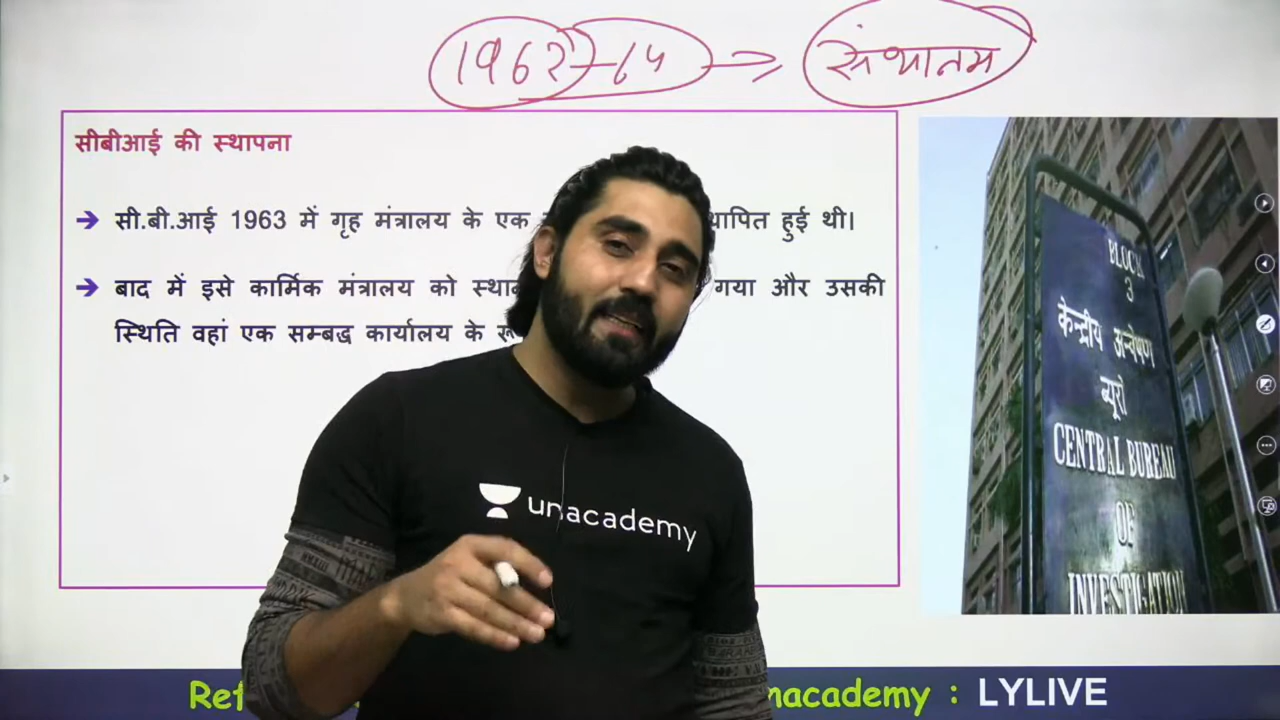 1962-64 → संथानम
सीबीआई की स्थापना
→ सी.बी.आई 1963 में गृह मंत्रालय के एक थापित हुई थी।
→ बाद में इसे कार्मिक मंत्रालय को गया और उसकी
स्थिति वहां एक सम्बद्ध कार्यालय के
BLOCK
3
केन्द्रीय अन्वेषण
ब्यूरो
CENTRAL BUREAU
OF
INVESTIGATION
unacademy
Ref nacademy : LYLIVE